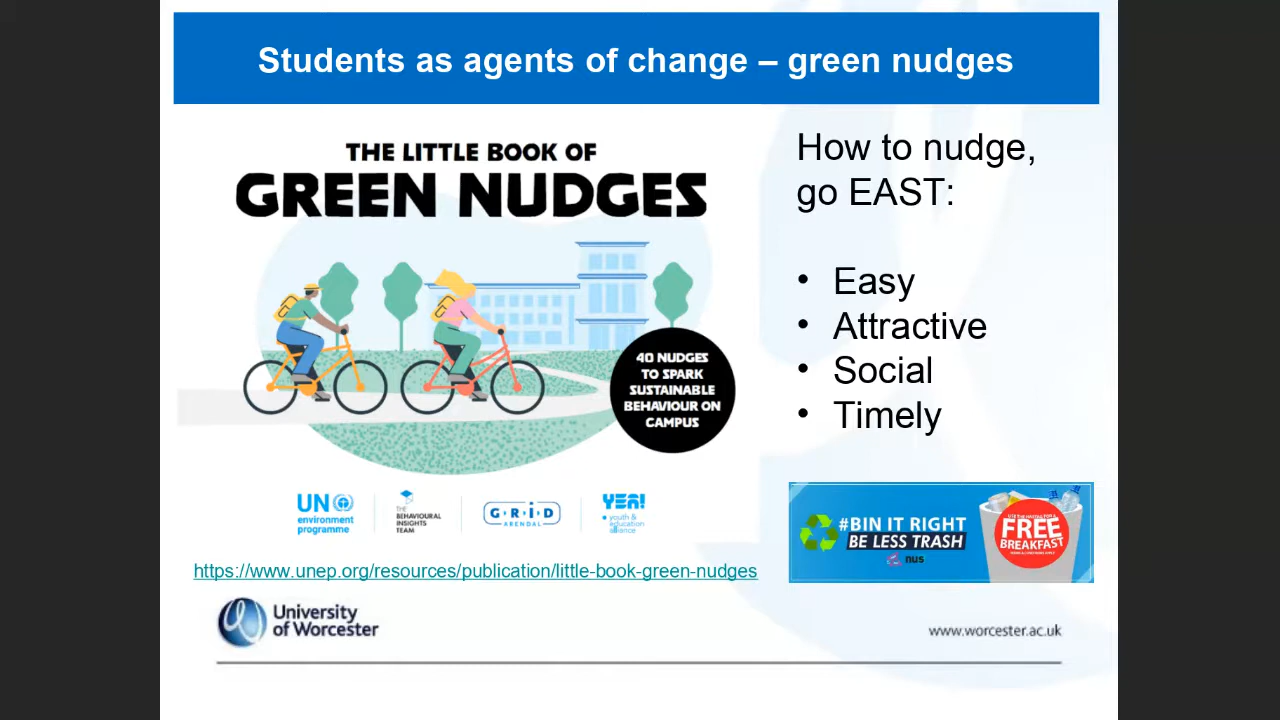 Students as agents of change – green nudges
THE LITTLE BOOK OF
GREEN NUDGES
40 NUDGES
TO SPARK
SUSTAINABLE
BEHAVIOUR ON
CAMPUS
UN
environment
programme
THE
BEHAVIOURAL
INSIGHTS
TEAM
GRID
ARENDAL
YEA!
youth &
education
alliance
https://www.unep.org/resources/publication/little-book-green-nudges
How to nudge,
go EAST:
• Easy
• Attractive
• Social
• Timely
#BIN IT RIGHT
BE LESS TRASH
nus
FREE
BREAKFAST
University
of Worcester
www.worcester.ac.uk